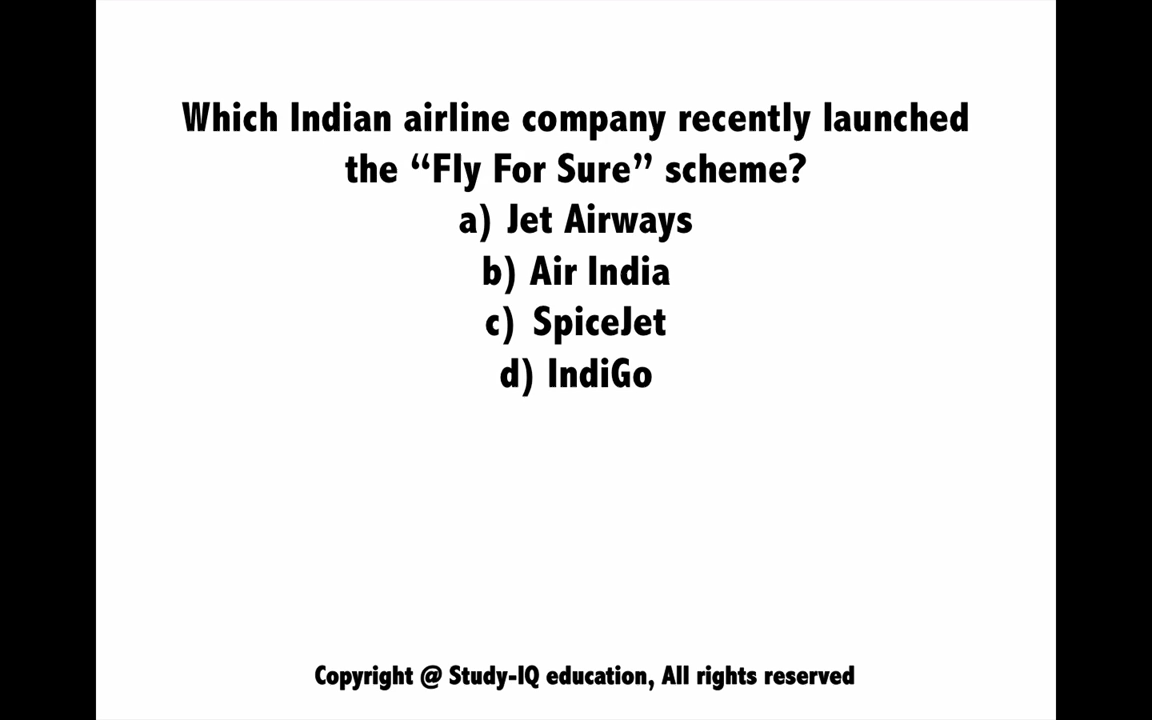 Which Indian airline company recently launched
the “Fly For Sure” scheme?
a) Jet Airways
b) Air India
c) SpiceJet
d) IndiGo
Copyright @ Study-IQ education, All rights reserved